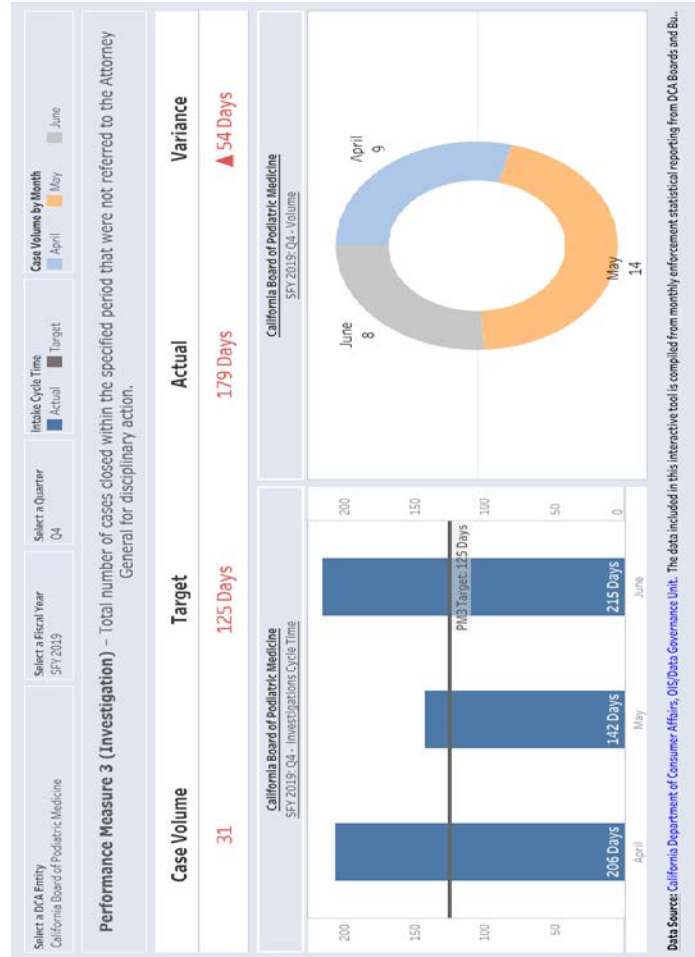 Select a DCA Entity
California Board of Podiatric Medicine
Select a Fiscal Year
SFY 2019
Select a Quarter
Q4
Intake Cycle Time
Actual
Target
Case Volume by Month
April
May
June
Performance Measure 3 (Investigation) – Total number of cases closed within the specified period that were not referred to the Attorney
General for disciplinary action.
Case Volume
Target
Actual
Variance
31
125 Days
179 Days
▲ 54 Days
California Board of Podiatric Medicine
SFY 2019: Q4 - Investigations Cycle Time
200
150
100
50
0
200
150
100
50
0
PM3 Target: 125 Days
206 Days
142 Days
215 Days
April
May
June
California Board of Podiatric Medicine
SFY 2019: Q4 - Volume
June
8
April
9
May
14
Data Source: California Department of Consumer Affairs, OIS/Data Governance Unit. The data included in this interactive tool is compiled from monthly enforcement statistical reporting from DCA Boards and Bu..